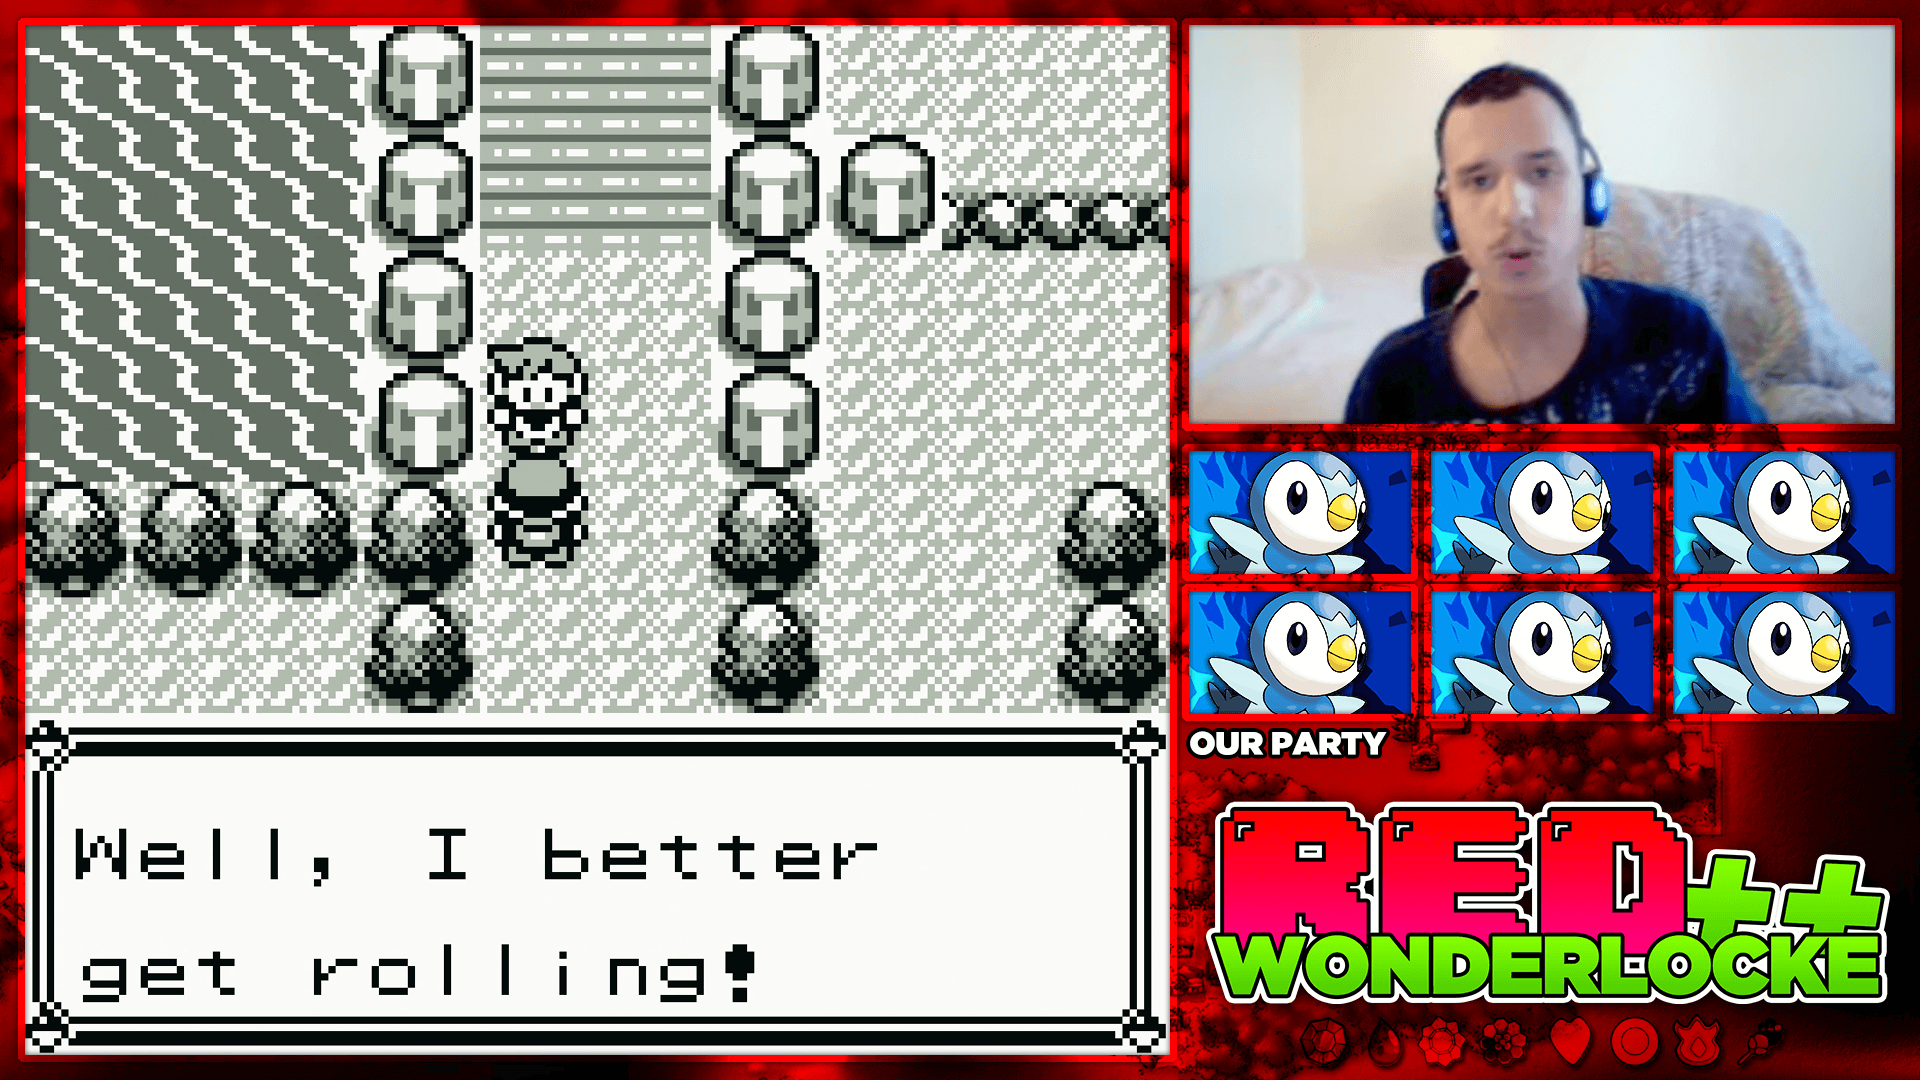 Well, I better
get rolling!
OUR PARTY
RED++
WONDERLOCKE